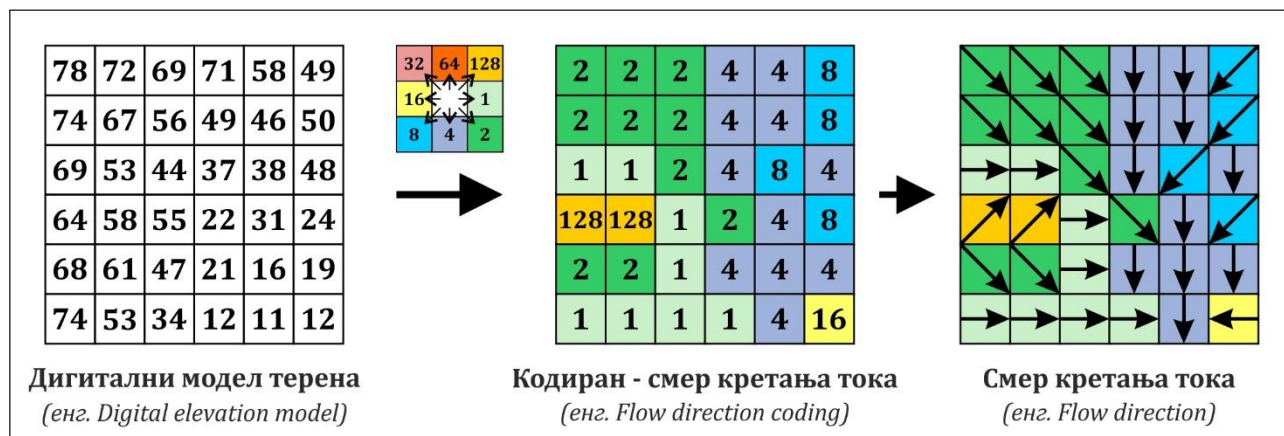 78 72 69 71 58 49
74 67 56 49 46 50
69 53 44 37 38 48
64 58 55 22 31 24
68 61 47 21 16 19
74 53 34 12 11 12
Дигитални модел терена
(енг. Digital elevation model)
32 64 128
16 1
8 4 2
2 2 2 4 4 8
2 2 2 4 4 8
1 1 2 4 8 4
128 128 1 2 4 8
2 2 1 4 4 4
1 1 1 1 4 16
Кодиран - смер кретања тока
(енг. Flow direction coding)
Смер кретања тока
(енг. Flow direction)